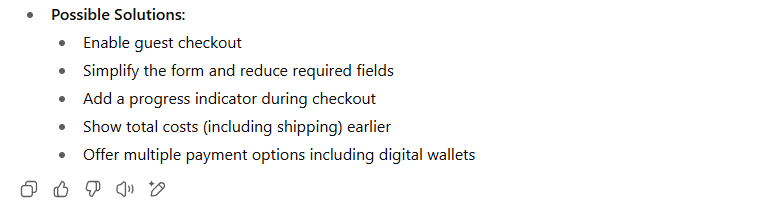 Possible Solutions:
Enable guest checkout
Simplify the form and reduce required fields
Add a progress indicator during checkout
Show total costs (including shipping) earlier
Offer multiple payment options including digital wallets